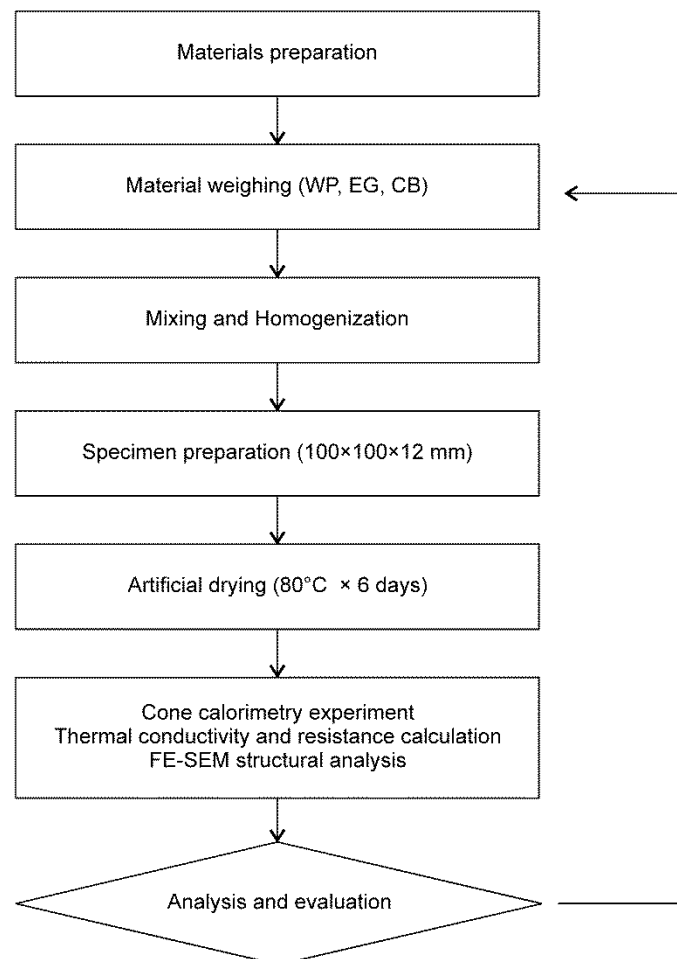 Materials preparation
Material weighing (WP, EG, CB)
Mixing and Homogenization
Specimen preparation (100×100×12 mm)
Artificial drying (80°C × 6 days)
Cone calorimetry experiment
Thermal conductivity and resistance calculation
FE-SEM structural analysis
Analysis and evaluation